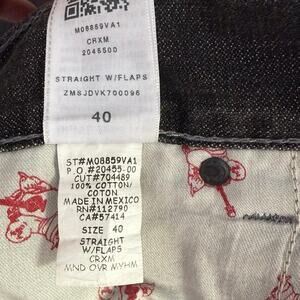 M08859VA1
CRXM
2045500
STRAIGHT W/FLAPS
ZMSJDVK700096
40
ST#M08859VA1
P.O.#20455-00
CUT#704489
100% COTTON/
COTON
MADE IN MEXICO
RN#112790
CA#57414
SIZE 40
STRAIGHT
W/FLAPS
CRXM
MND OVR MYHM